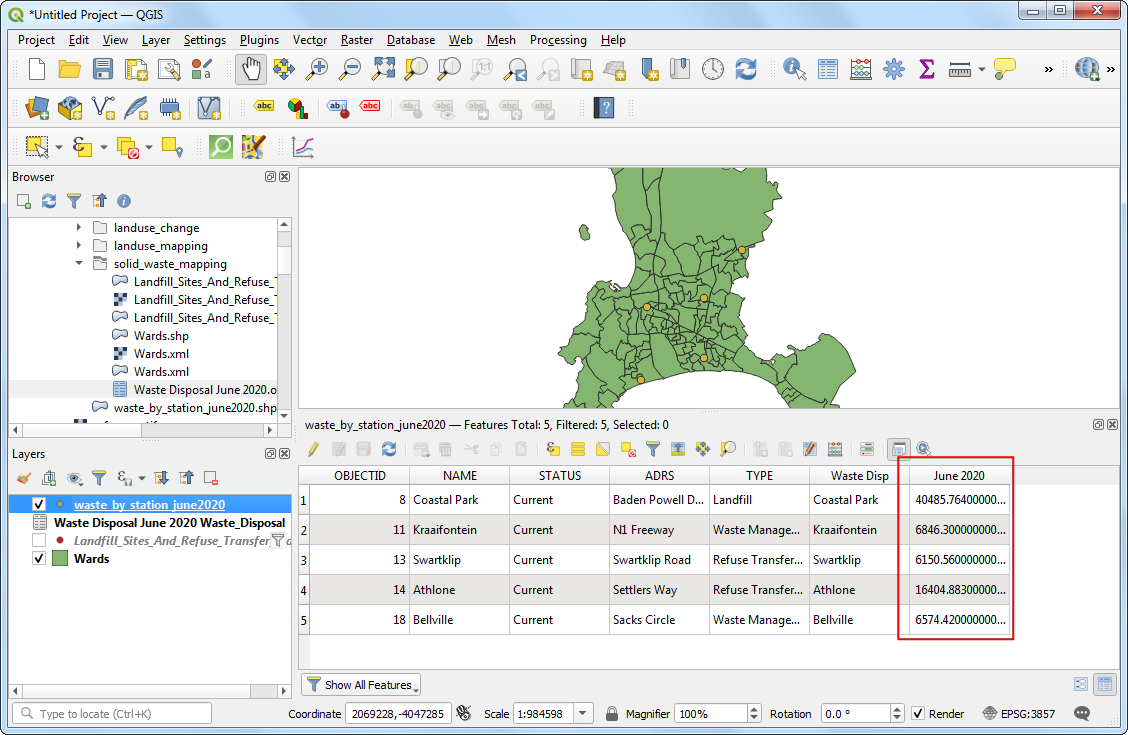 *Untitled Project — QGIS
Project Edit View Layer Settings Plugins Vector Raster Database Web Mesh Processing Help
Browser
landuse_change
landuse_mapping
solid_waste_mapping
Landfill_Sites_And_Refuse_
Landfill_Sites_And_Refuse_
Landfill_Sites_And_Refuse_
Wards.shp
Wards.xml
Wards.xml
Waste Disposal June 2020.o
waste_by_station_june2020.shp
Layers
waste_by_station_june2020
Waste Disposal June 2020 Waste_Disposal
Landfill_Sites_And_Refuse_Transfer
Wards
waste_by_station_june2020 — Features Total: 5, Filtered: 5, Selected: 0
OBJECTID NAME STATUS ADRS TYPE Waste Disp June 2020
1 8 Coastal Park Current Baden Powell D... Landfill Coastal Park 40485.76400000...
2 11 Kraaifontein Current N1 Freeway Waste Manage... Kraaifontein 6846.300000000...
3 13 Swartklip Current Swartklip Road Refuse Transfer... Swartklip 6150.560000000...
4 14 Athlone Current Settlers Way Refuse Transfer... Athlone 16404.88300000...
5 18 Bellville Current Sacks Circle Waste Manage... Bellville 6574.420000000...
Show All Features
Type to locate (Ctrl+K) Coordinate 2069228,-4047285 Scale 1:984598 Magnifier 100% Rotation 0.0 ° Render EPSG:3857